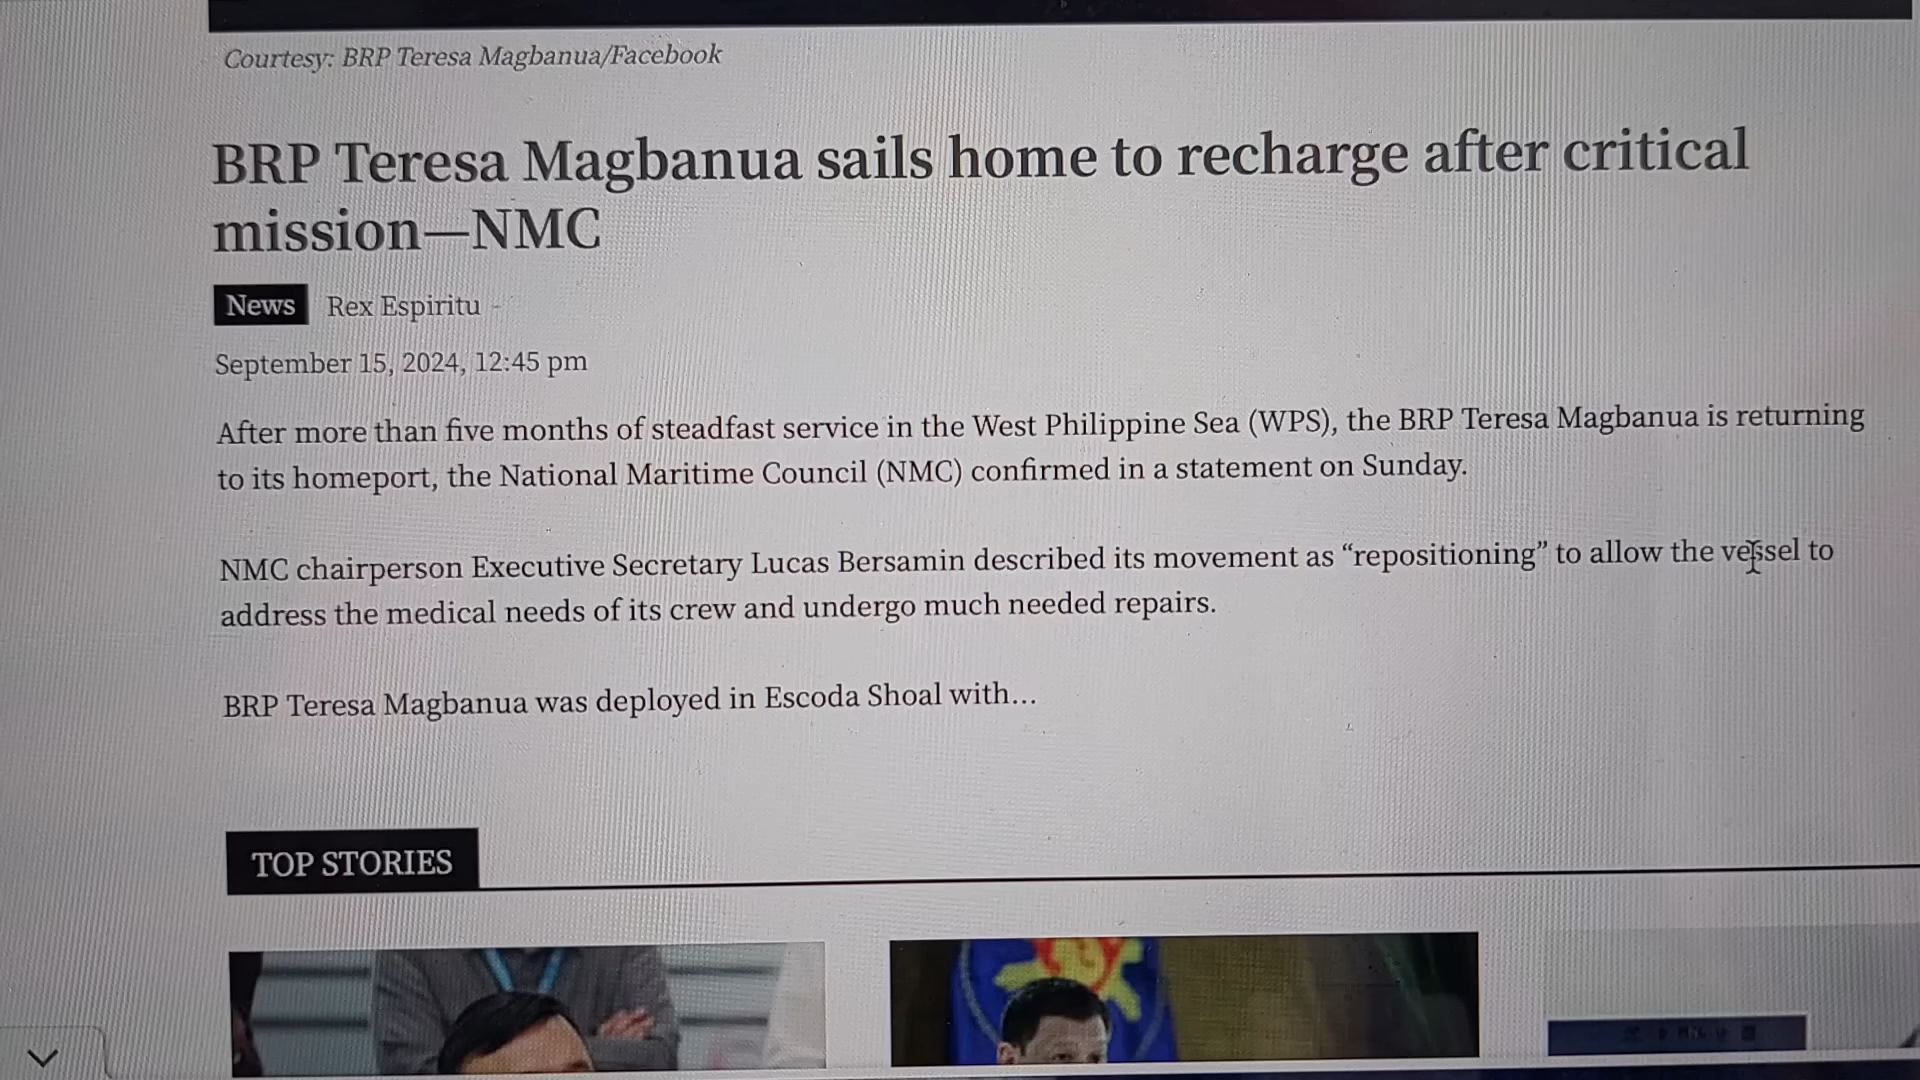 Courtesy: BRP Teresa Magbanua/Facebook
BRP Teresa Magbanua sails home to recharge after critical
mission—NMC
News Rex Espiritu -
September 15, 2024, 12:45 pm
After more than five months of steadfast service in the West Philippine Sea (WPS), the BRP Teresa Magbanua is returning
to its homeport, the National Maritime Council (NMC) confirmed in a statement on Sunday.
NMC chairperson Executive Secretary Lucas Bersamin described its movement as “repositioning” to allow the vessel to
address the medical needs of its crew and undergo much needed repairs.
BRP Teresa Magbanua was deployed in Escoda Shoal with…
TOP STORIES